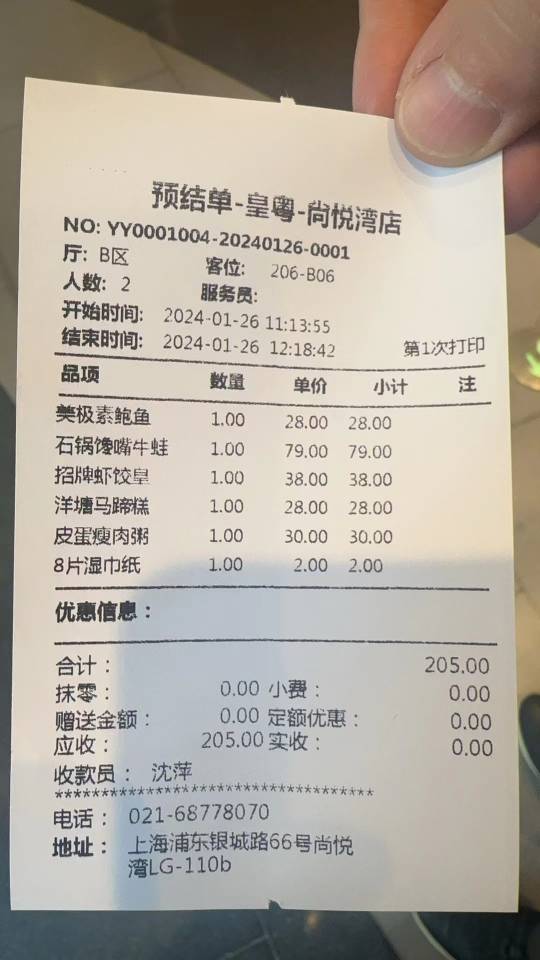 预结单-皇粤-尚悦湾店
NO: YY0001004-20240126-0001
厅: B区 客位: 206-B06
人数: 2 服务员:
开始时间: 2024-01-26 11:13:55
结束时间: 2024-01-26 12:18:42 第1次打印
品项 数量 单价 小计 注
美极素鲍鱼 1.00 28.00 28.00
石锅馋嘴牛蛙 1.00 79.00 79.00
招牌虾饺皇 1.00 38.00 38.00
洋塘马蹄糕 1.00 28.00 28.00
皮蛋瘦肉粥 1.00 30.00 30.00
8片湿巾纸 1.00 2.00 2.00
优惠信息：
合计： 205.00
抹零： 0.00 小费： 0.00
赠送金额： 0.00 定额优惠： 0.00
应收： 205.00 实收： 0.00
收款员： 沈萍
***********************************
电话： 021-68778070
地址： 上海浦东银城路66号尚悦
湾LG-110b